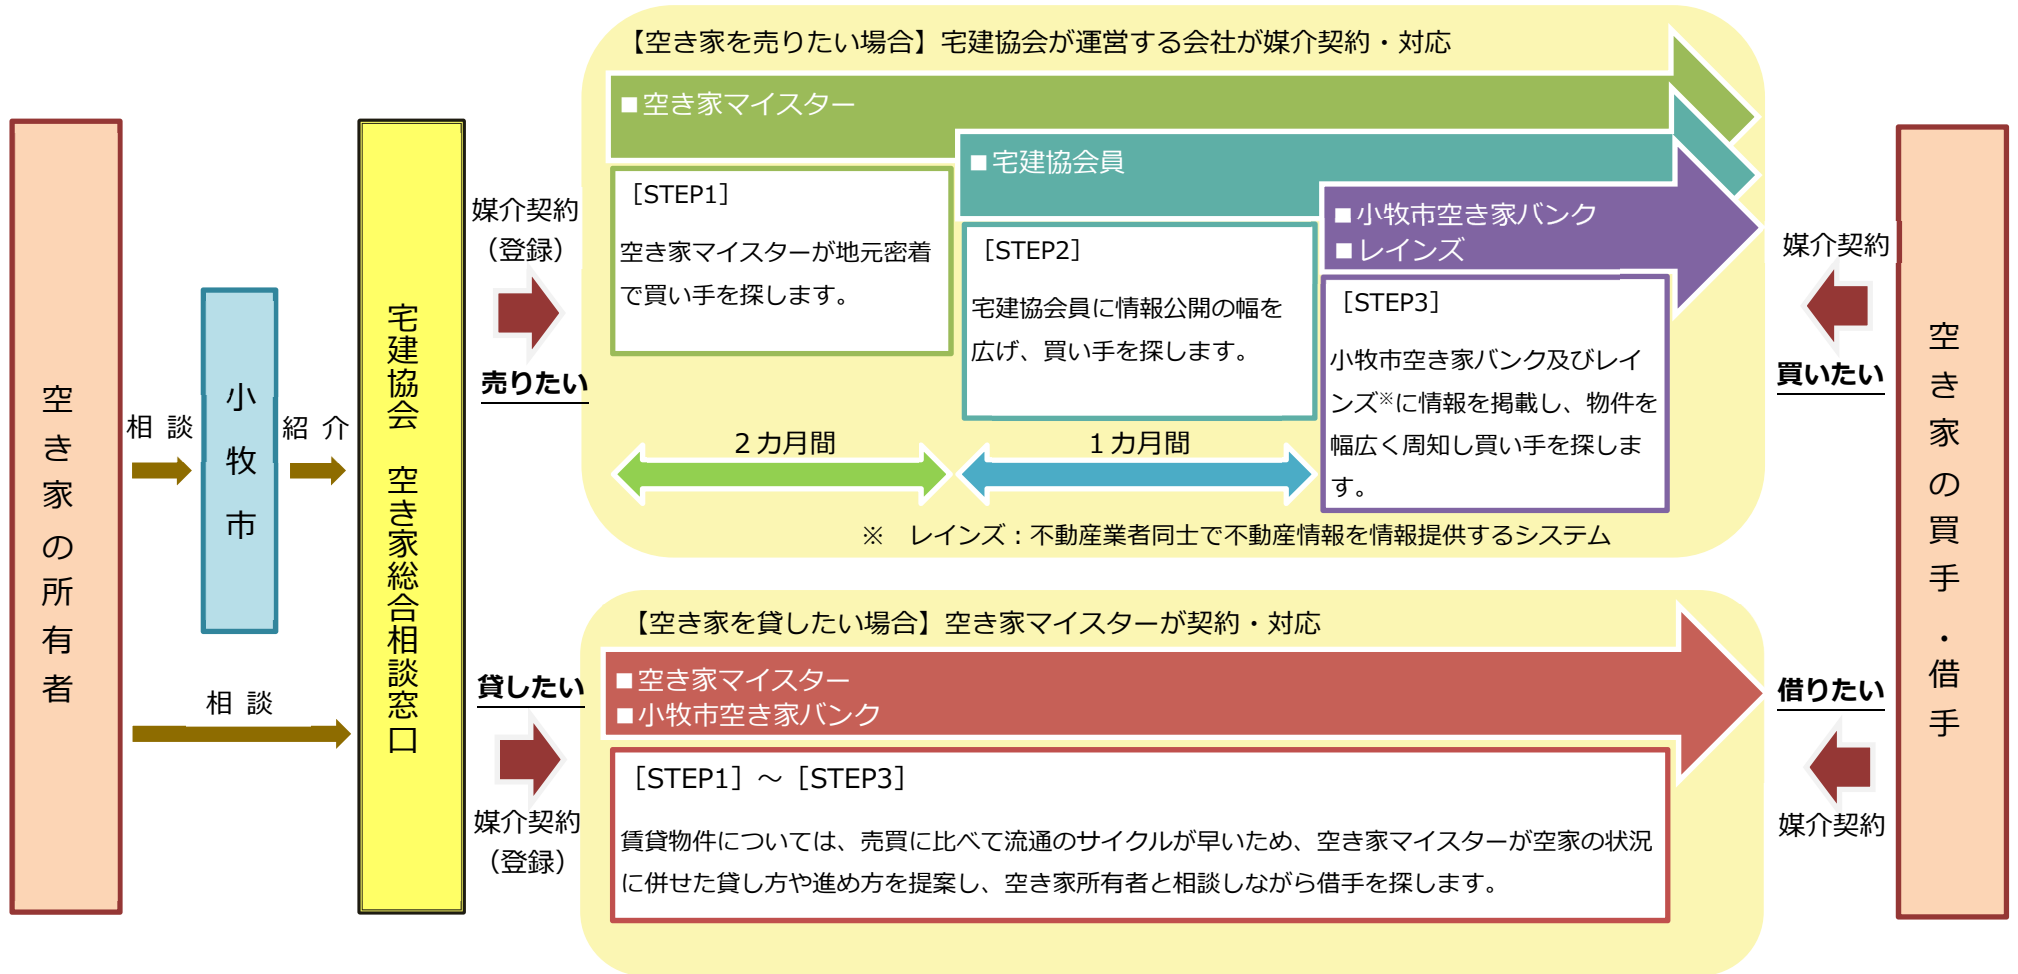 空き家の所有者
相 談
小牧市
紹 介
相 談
宅建協会　空き家総合相談窓口
媒介契約
（登録）
売りたい
貸したい
媒介契約
（登録）
【空き家を売りたい場合】宅建協会が運営する会社が媒介契約・対応
■空き家マイスター
［STEP1］
空き家マイスターが地元密着
で買い手を探します。
■宅建協会員
［STEP2］
宅建協会員に情報公開の幅を
広げ、買い手を探します。
■小牧市空き家バンク
■レインズ
［STEP3］
小牧市空き家バンク及びレイ
ンズ※に情報を掲載し、物件を
幅広く周知し買い手を探しま
す。
２カ月間
１カ月間
※　レインズ：不動産業者同士で不動産情報を情報提供するシステム
【空き家を貸したい場合】空き家マイスターが契約・対応
■空き家マイスター
■小牧市空き家バンク
［STEP1］～［STEP3］
賃貸物件については、売買に比べて流通のサイクルが早いため、空き家マイスターが空家の状況
に併せた貸し方や進め方を提案し、空き家所有者と相談しながら借手を探します。
媒介契約
買いたい
借りたい
媒介契約
空き家の買手・借手